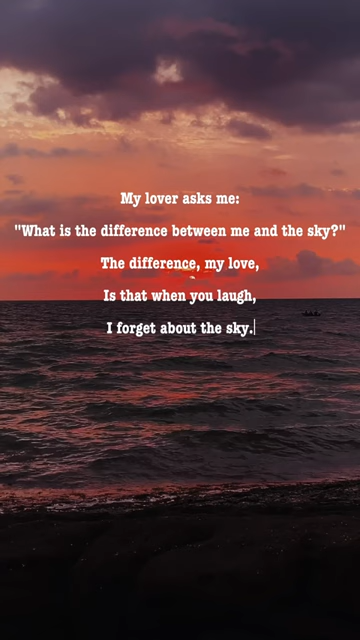 My lover asks me:
"What is the difference between me and the sky?"
The difference, my love,
Is that when you laugh,
I forget about the sky.